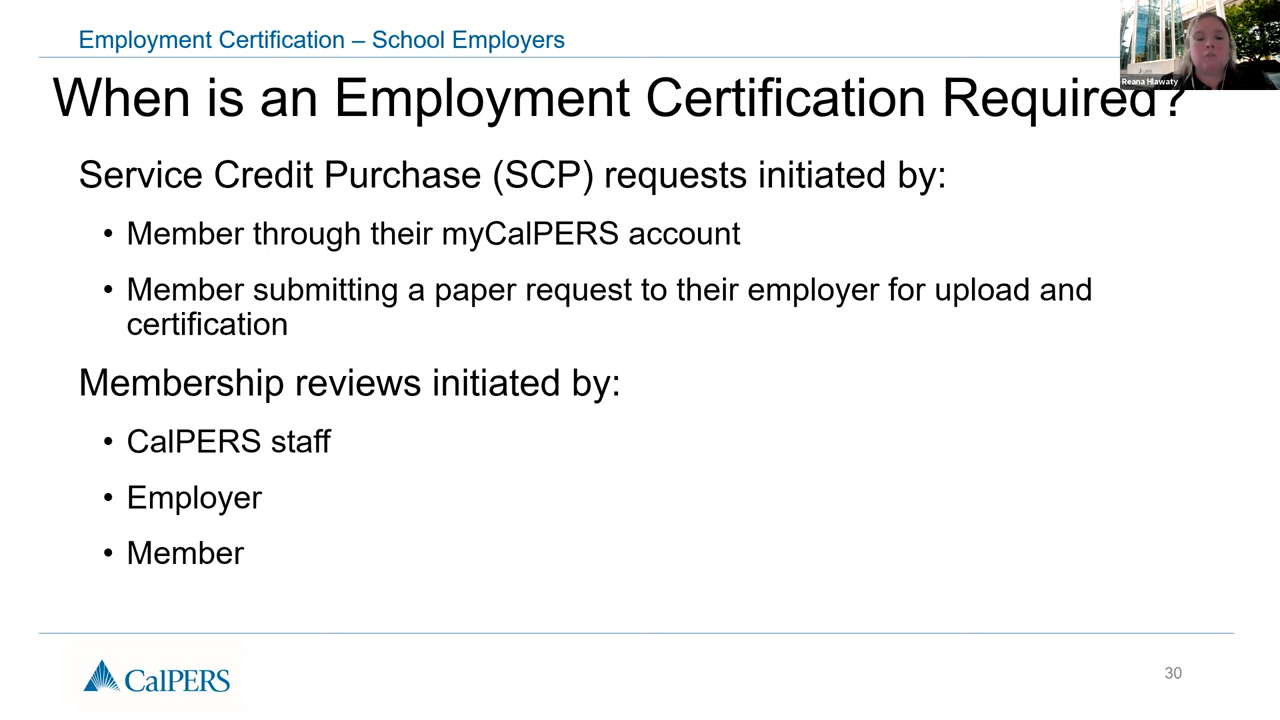 Employment Certification – School Employers
Reana Hlawaty
When is an Employment Certification Required?
Service Credit Purchase (SCP) requests initiated by:
• Member through their myCalPERS account
• Member submitting a paper request to their employer for upload and
certification
Membership reviews initiated by:
• CalPERS staff
• Employer
• Member
CalPERS
30